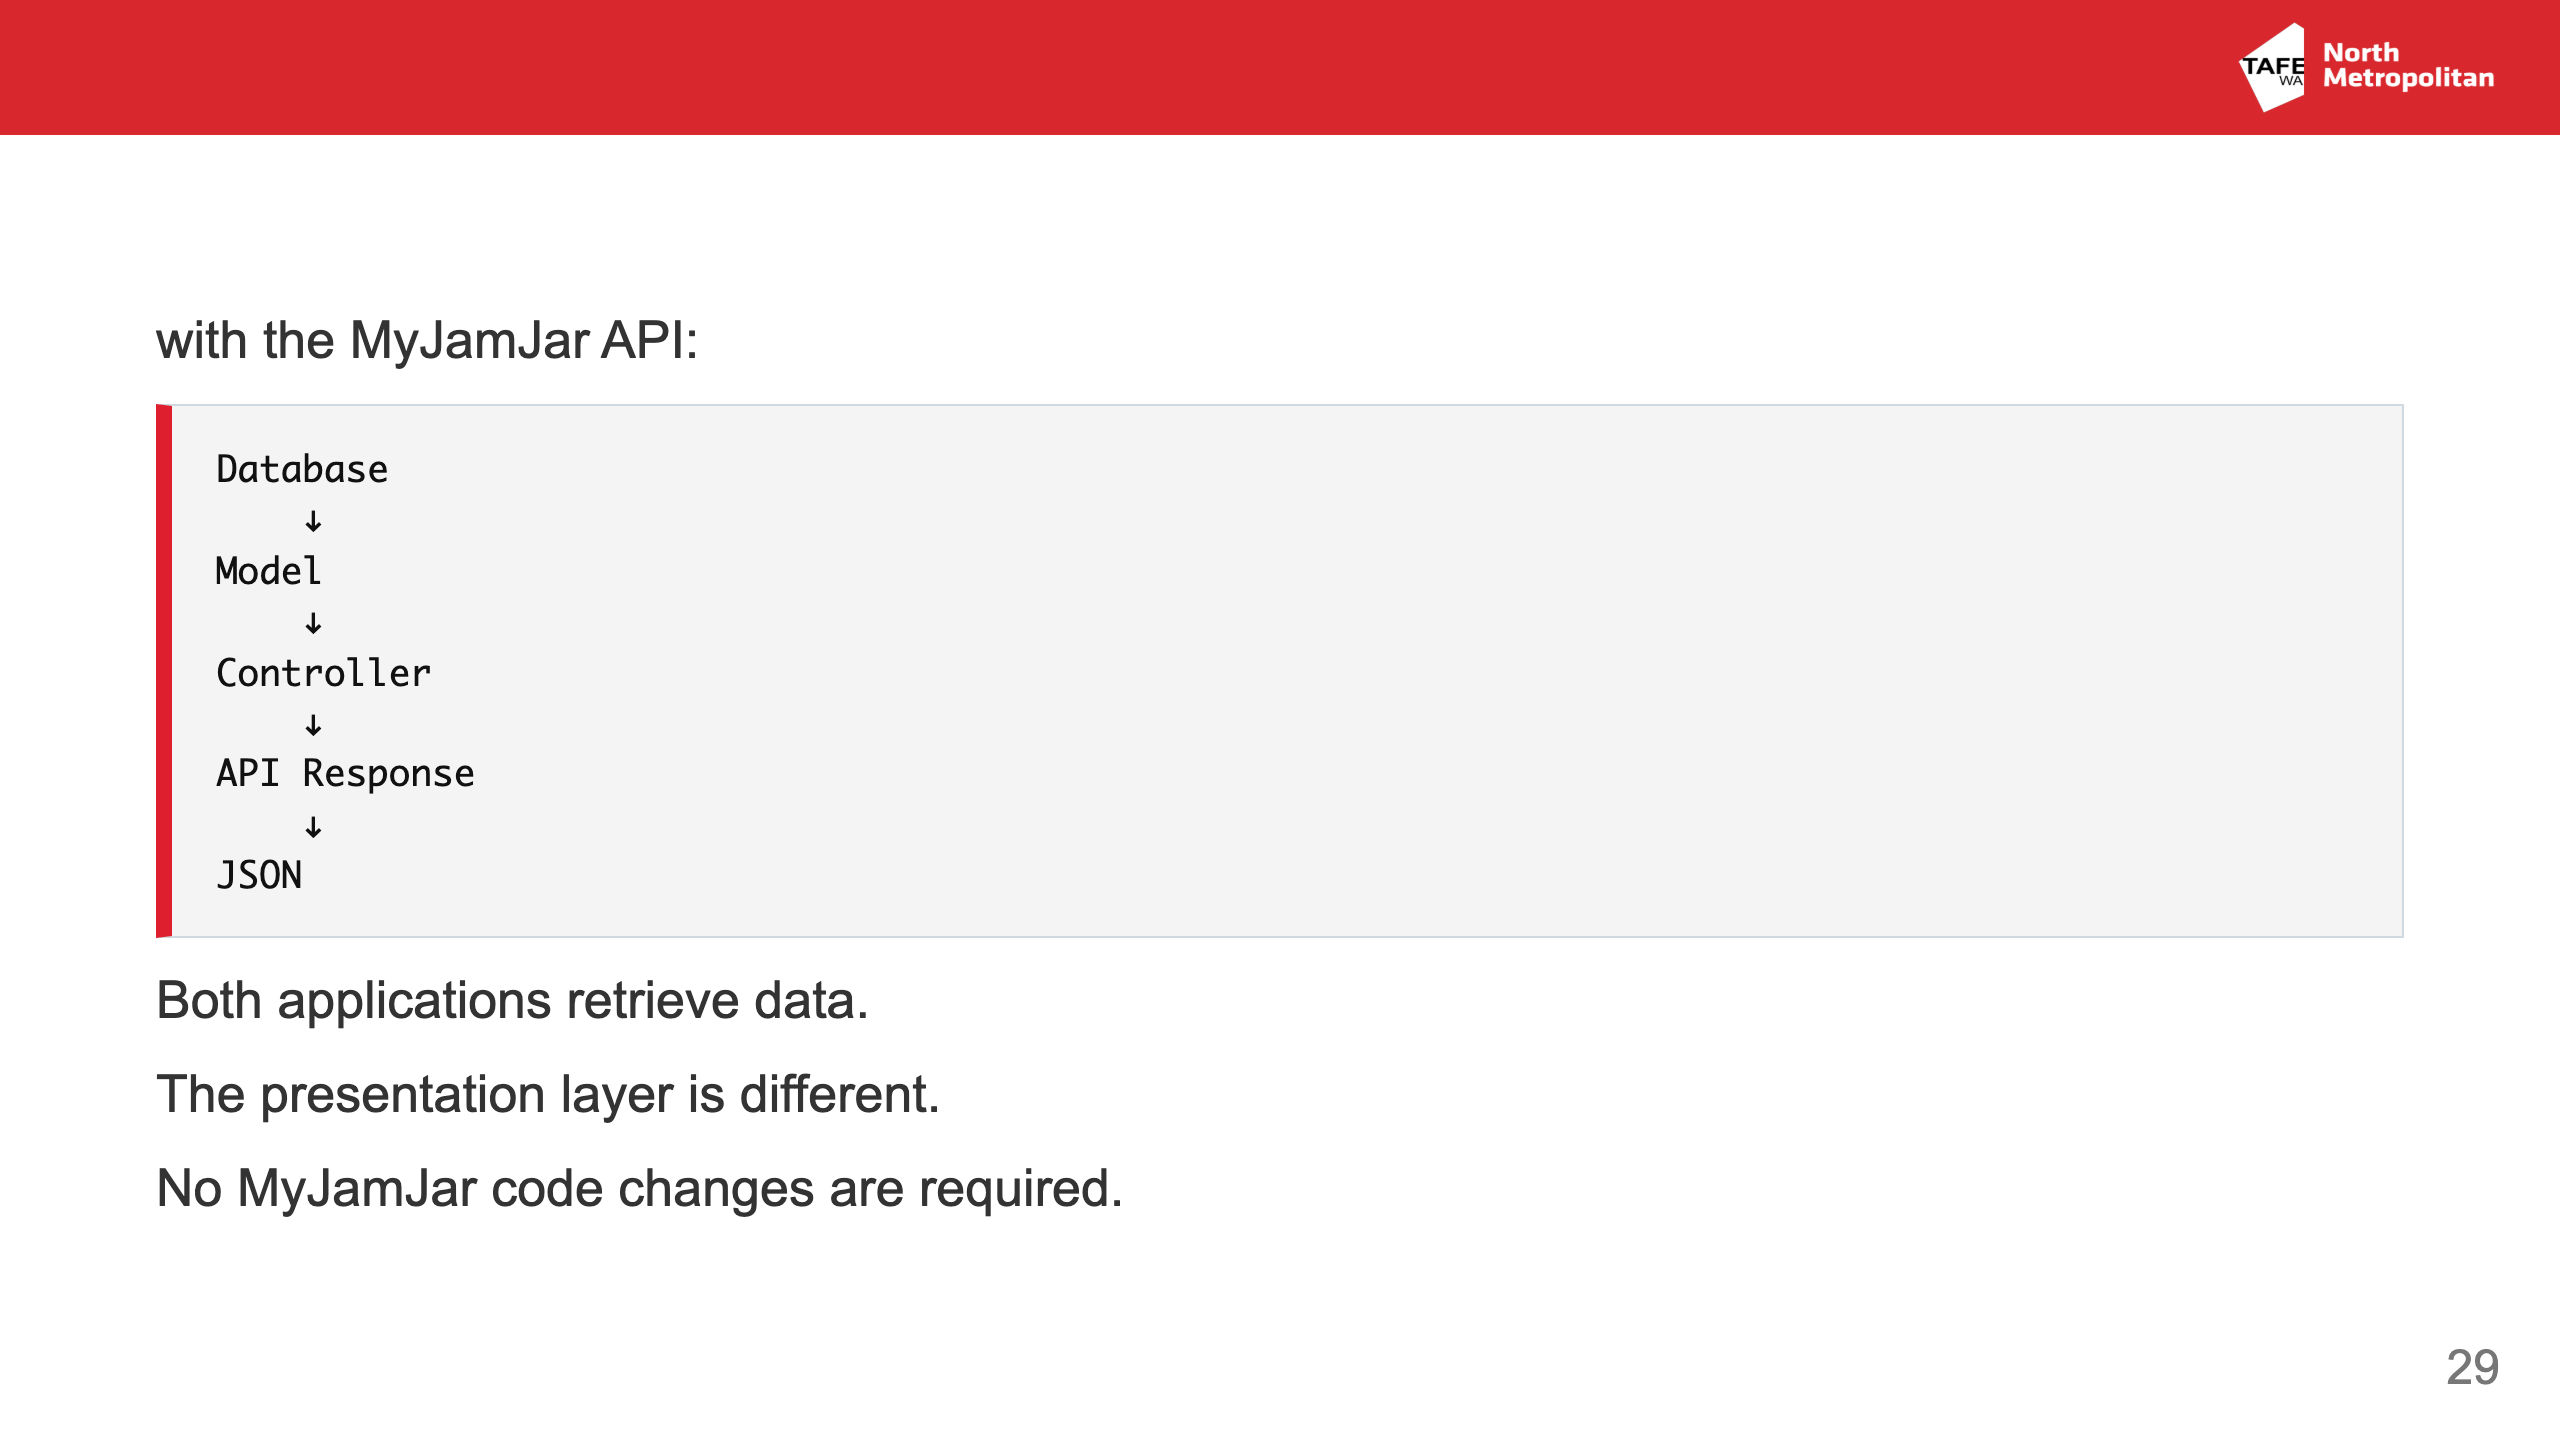 TAFE
WA
North
Metropolitan
with the MyJamJar API:
Database
↓
Model
↓
Controller
↓
API Response
↓
JSON
Both applications retrieve data.
The presentation layer is different.
No MyJamJar code changes are required.
29